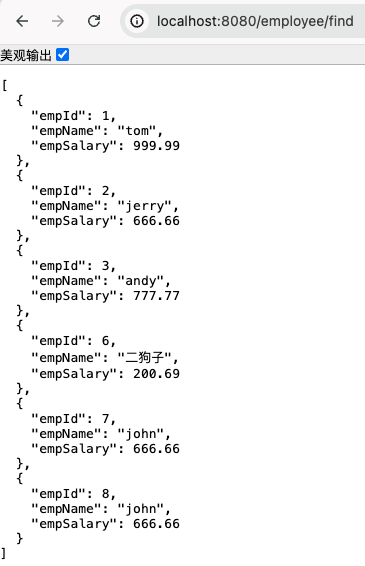 localhost:8080/employee/find
美观输出
[
  {
    "empId": 1,
    "empName": "tom",
    "empSalary": 999.99
  },
  {
    "empId": 2,
    "empName": "jerry",
    "empSalary": 666.66
  },
  {
    "empId": 3,
    "empName": "andy",
    "empSalary": 777.77
  },
  {
    "empId": 6,
    "empName": "二狗子",
    "empSalary": 200.69
  },
  {
    "empId": 7,
    "empName": "john",
    "empSalary": 666.66
  },
  {
    "empId": 8,
    "empName": "john",
    "empSalary": 666.66
  }
]